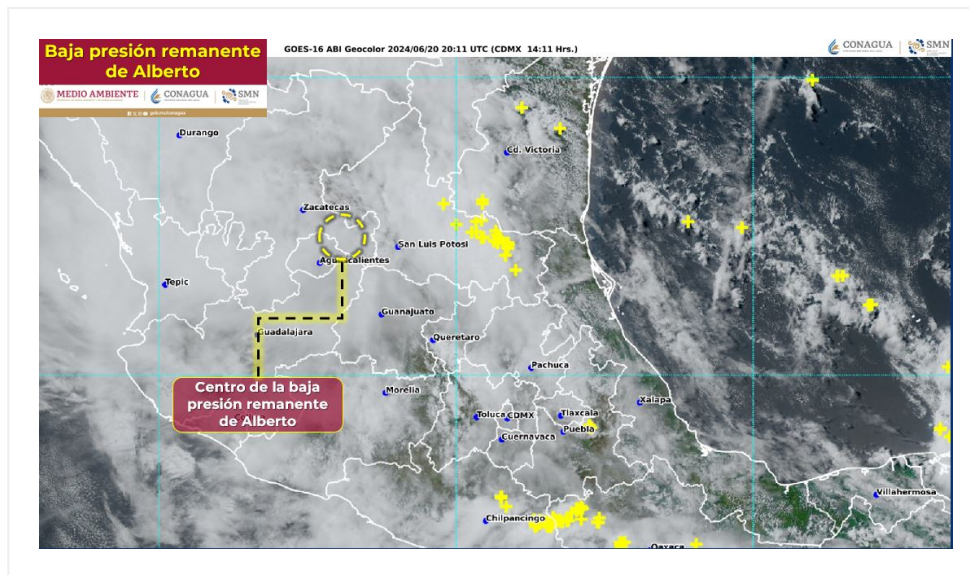 Baja presión remanente
de Alberto
GOES-16 ABI Geocolor 2024/06/20 20:11 UTC (CDMX 14:11 Hrs.)
CONAGUA
SMN
MEDIO AMBIENTE
CONAGUA
SMN
Durango
Cd. Victoria
Zacatecas
San Luis Potosi
Aguascalientes
Tepic
Guanajuato
Guadalajara
Queretaro
Pachuca
Centro de la baja
presión remanente
de Alberto
Morelia
Xalapa
Toluca
CDMX
Tlaxcala
Puebla
Cuernavaca
Villahermosa
Chilpancingo
Oaxaca